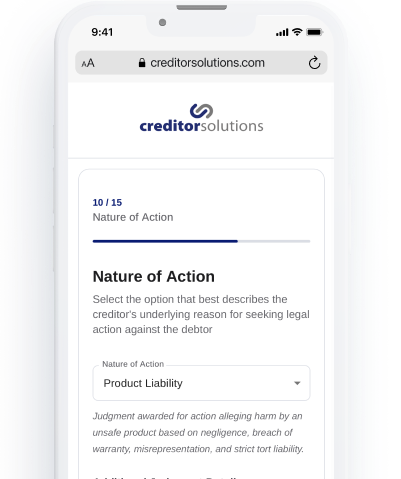 9:41
AA creditorsolutions.com
creditorsolutions
10 / 15
Nature of Action
Nature of Action
Select the option that best describes the
creditor's underlying reason for seeking legal
action against the debtor
Nature of Action
Product Liability
Judgment awarded for action alleging harm by an
unsafe product based on negligence, breach of
warranty, misrepresentation, and strict tort liability.